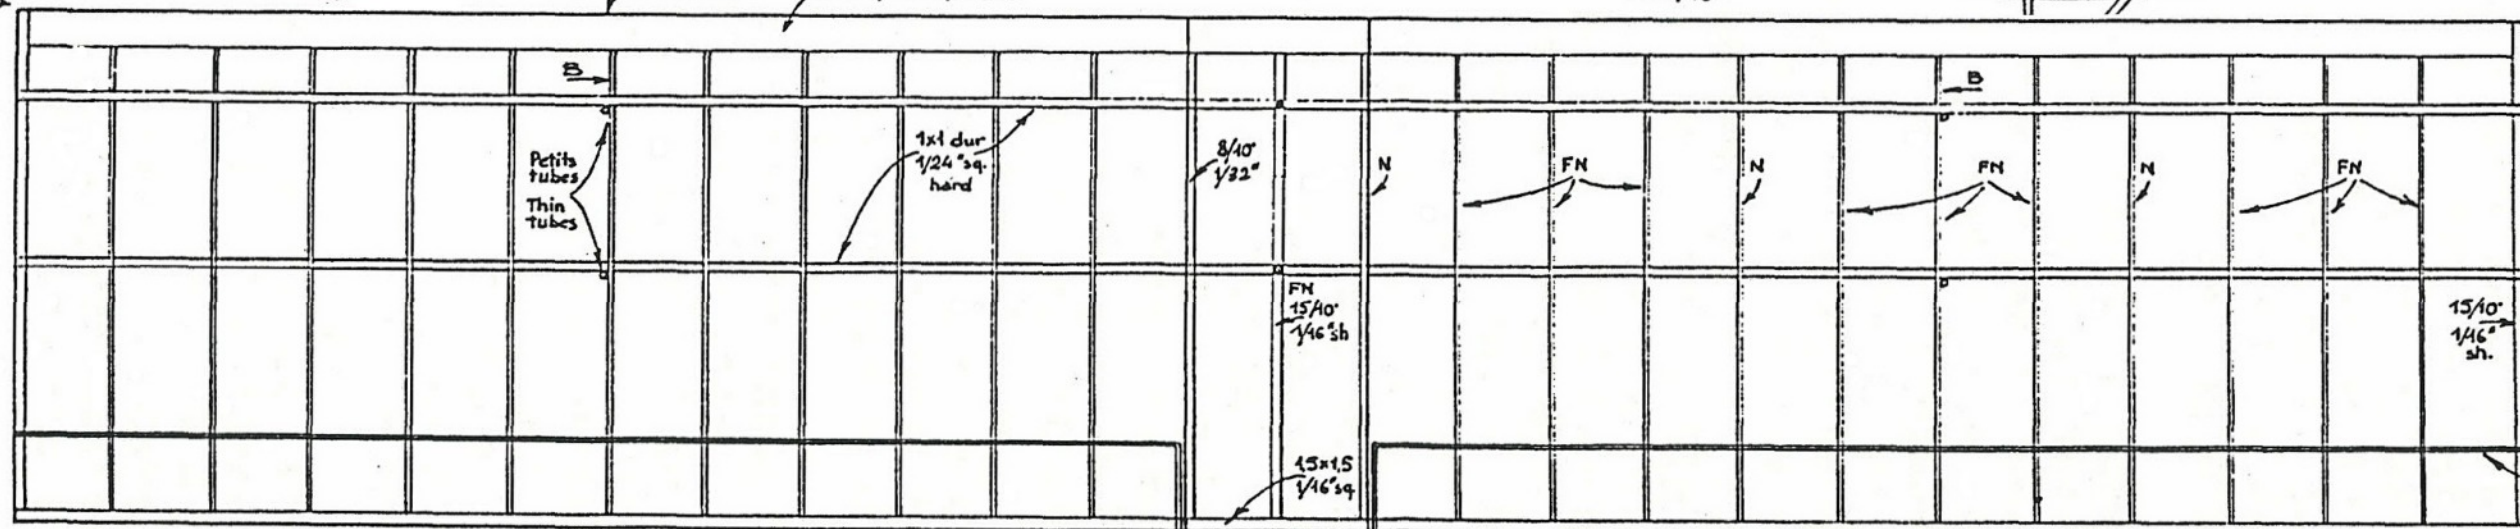 B
Petits
tubes
Thin
tubes
1x1 dur
1/24" sq.
hard
8/10
1/32"
N
FN
N
B
FN
N
FN
FN
15/10
1/16" sh
15/10
1/16"
sh.
1,5x1,5
1/16" sq